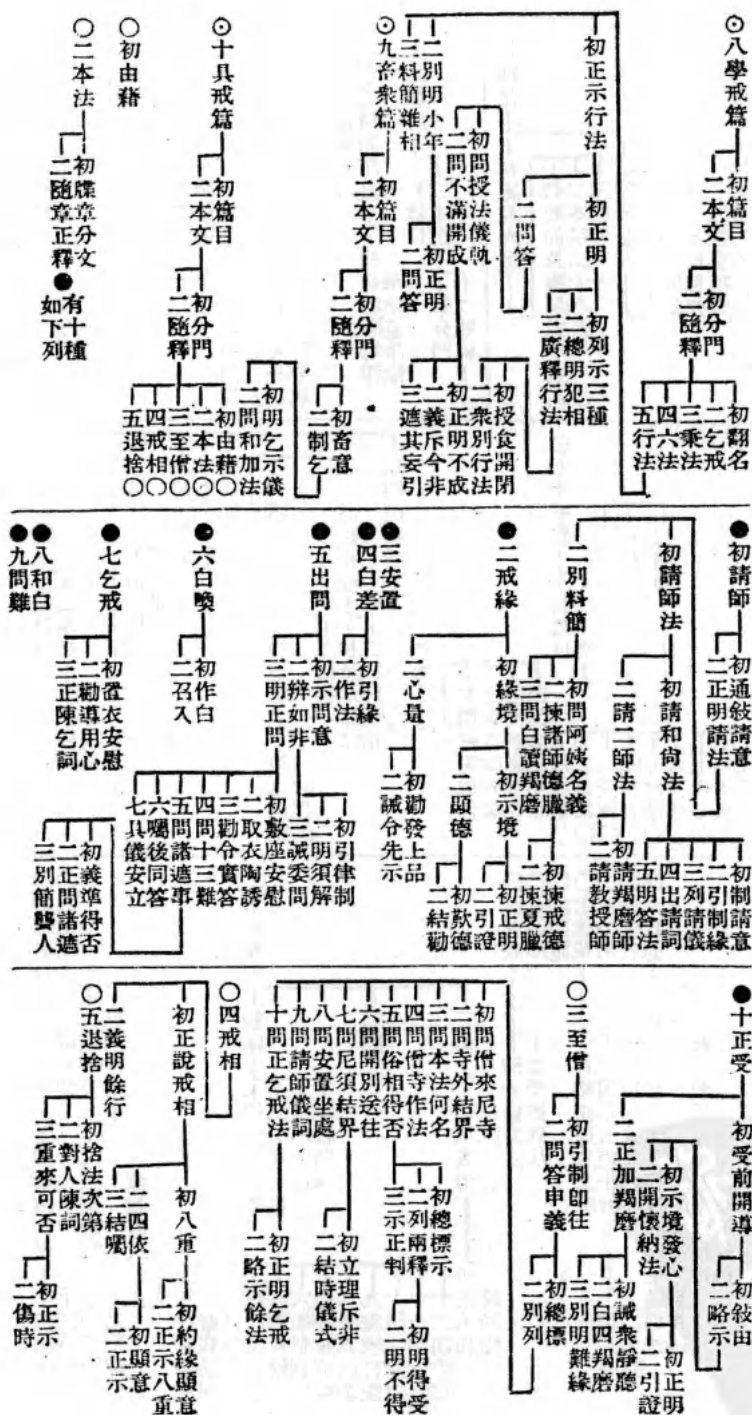 ⊙八學戒篇
初篇目
二本文
初分門
二隨釋
初翻名
二乞戒
三乘法
四六法
五行法
初正示行法
初正明
二問答
初列示三種
二總明犯相
三廣釋行法
初授食開閉
二衆別行法
初問授法儀執
二問不滿開成
初正明不成
二義斥今非
三遮其妄引
二別明小年
三料簡雜相
初正明
二問答
⊙九畜衆篇
初篇目
二本文
初分門
二隨釋
初畜意
二制乞
初明乞示儀
二問和加法
⊙十具戒篇
初篇目
二本文
初分門
二隨釋
初由藉○
二本法⊙
三至僧○
四戒相○
五退捨○
○初由藉
○二本法
初牒章分文
二隨章正釋●有十種如下列
●初請師
初通敍請意
二正明請法
初請師法
初請和尚法
初制請意
二引制緣
三列請儀
四出請詞
五明答法
二請二師法
初請羯磨師
二請教授師
二別料簡
初問阿姨名義
二揀諸師德臘
三問白讀羯磨
初揀戒德
二揀夏臘
●二戒緣
初緣境
初示境
初正明
二引證
二顯德
初歎德
二結勸
二心量
初勸發上品
二誡令先示
●三安置
●四白差
初引緣
二作法
五出問
初示問意
二辨如非
初引律制
二明須解
三誡委問
三明正問
初敷座安慰
二取衣陶誘
三勸令實答
四問十三難
五問諸遮事
六囑後同答
七具儀安立
初義準得否
二正問諸遮
三別簡聾人
●六白喚
初作白
二召入
●七乞戒
初置衣安慰
二勸導用心
三正陳乞詞
●八和白
●九問難
●十正受
初受前開導
初敍由
二略示
初示境發心
初正明
二引證
二開懷納法
二正加羯磨
初誡衆靜聽
二白四羯磨
三別明難緣
○三至僧
初引制卽往
二問答申義
初總標
二別列
初問僧來尼寺
二問寺外結界
三問本法何名
四問僧寺作法
五問俗相得否
初總標示
二列兩釋
初明得受
二明不得
三示正判
六問開別送往
七問尼須結界
初立理斥非
二結時儀式
八問安置坐處
九問請師儀詞
十問正乞戒法
初正明乞戒
二略示餘法
○四戒相
初正說戒相
初八重
初約緣顯意
二正示八重
二四依
初顯意
二正示
三結囑
二義明餘行
○五退捨
初捨法次第
二對人陳詞
三重來可否
初正示
二傷時